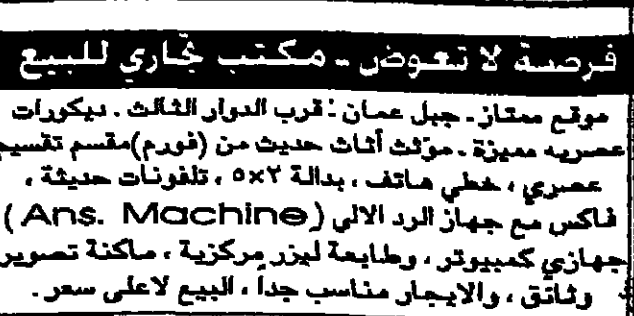 فرصة لا تعوض - مكتب تجاري للبيع
موقع ممتاز - جبل عمان : قرب الدوار الثالث . ديكورات
عصريه مميزة . مؤثث أثاث حديث من (فورم) مقسم تقسيم
عصري ، خطي هاتف ، بدالة ٢×٥ ، تلفونات حديثة ،
فاكس مع جهاز الرد الالي (Ans. Machine)
جهازي كمبيوتر ، وطابعة ليزر مركزية ، ماكنة تصوير
وثائق ، والايجار مناسب جداً ، البيع لاعلى سعر .